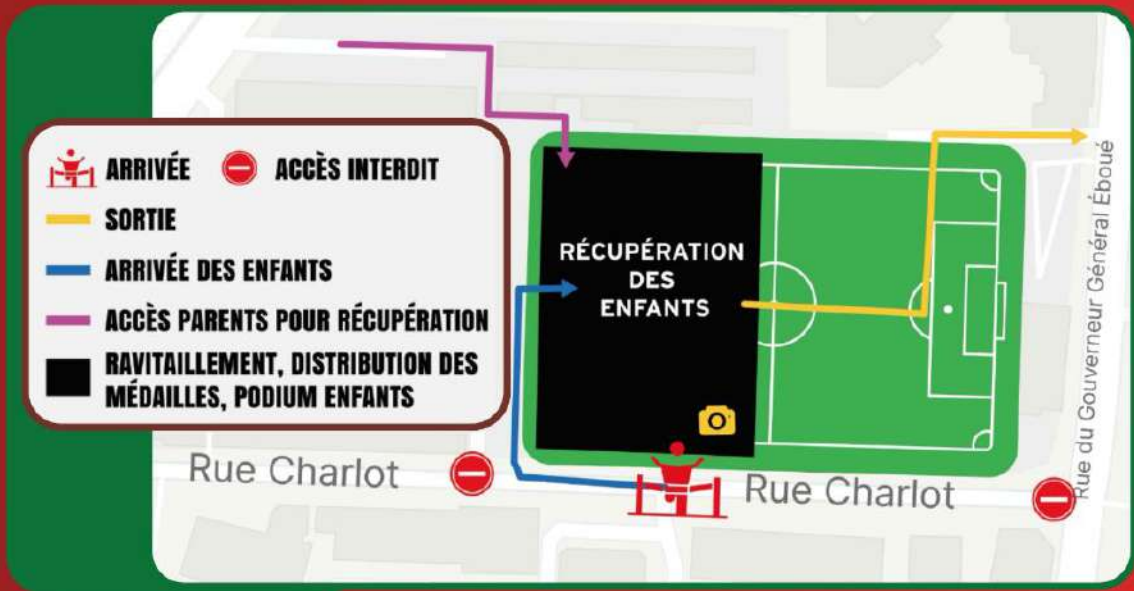 ARRIVÉE
ACCÈS INTERDIT
SORTIE
ARRIVÉE DES ENFANTS
ACCÈS PARENTS POUR RÉCUPÉRATION
RAVITAILLEMENT, DISTRIBUTION DES
MÉDAILLES, PODIUM ENFANTS
RÉCUPÉRATION
DES
ENFANTS
Rue Charlot
Rue Charlot
Rue du Gouverneur Général Éboué